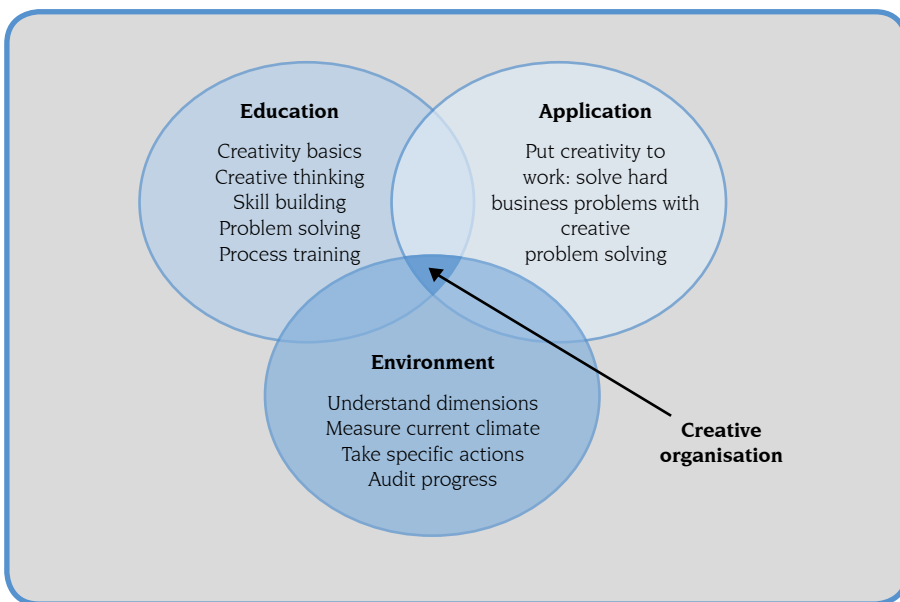 Education
Creativity basics
Creative thinking
Skill building
Problem solving
Process training
Application
Put creativity to
work: solve hard
business problems with
creative
problem solving
Environment
Understand dimensions
Measure current climate
Take specific actions
Audit progress
Creative
organisation